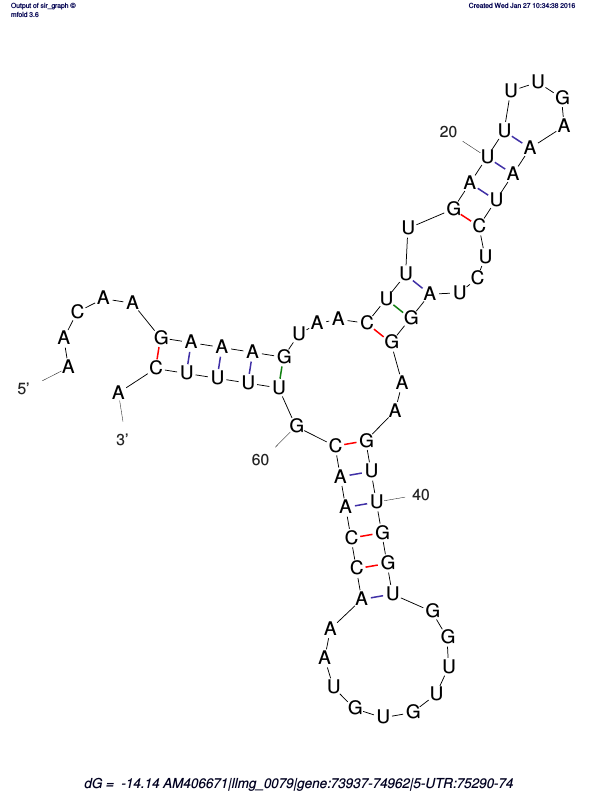 Output of sir_graph ©
mfold 3.6
Created Wed Jan 27 10:34:38 2016
5'
A A C A A G A A A G U A A C U U U G A U
20
U U U G A A A U C U C U A G G A A G U U
40
G G U G G U U G U G U A A A C C A A C G
60
U U U U C A
3'
dG = -14.14 AM406671|llmg_0079|gene:73937-74962|5-UTR:75290-74